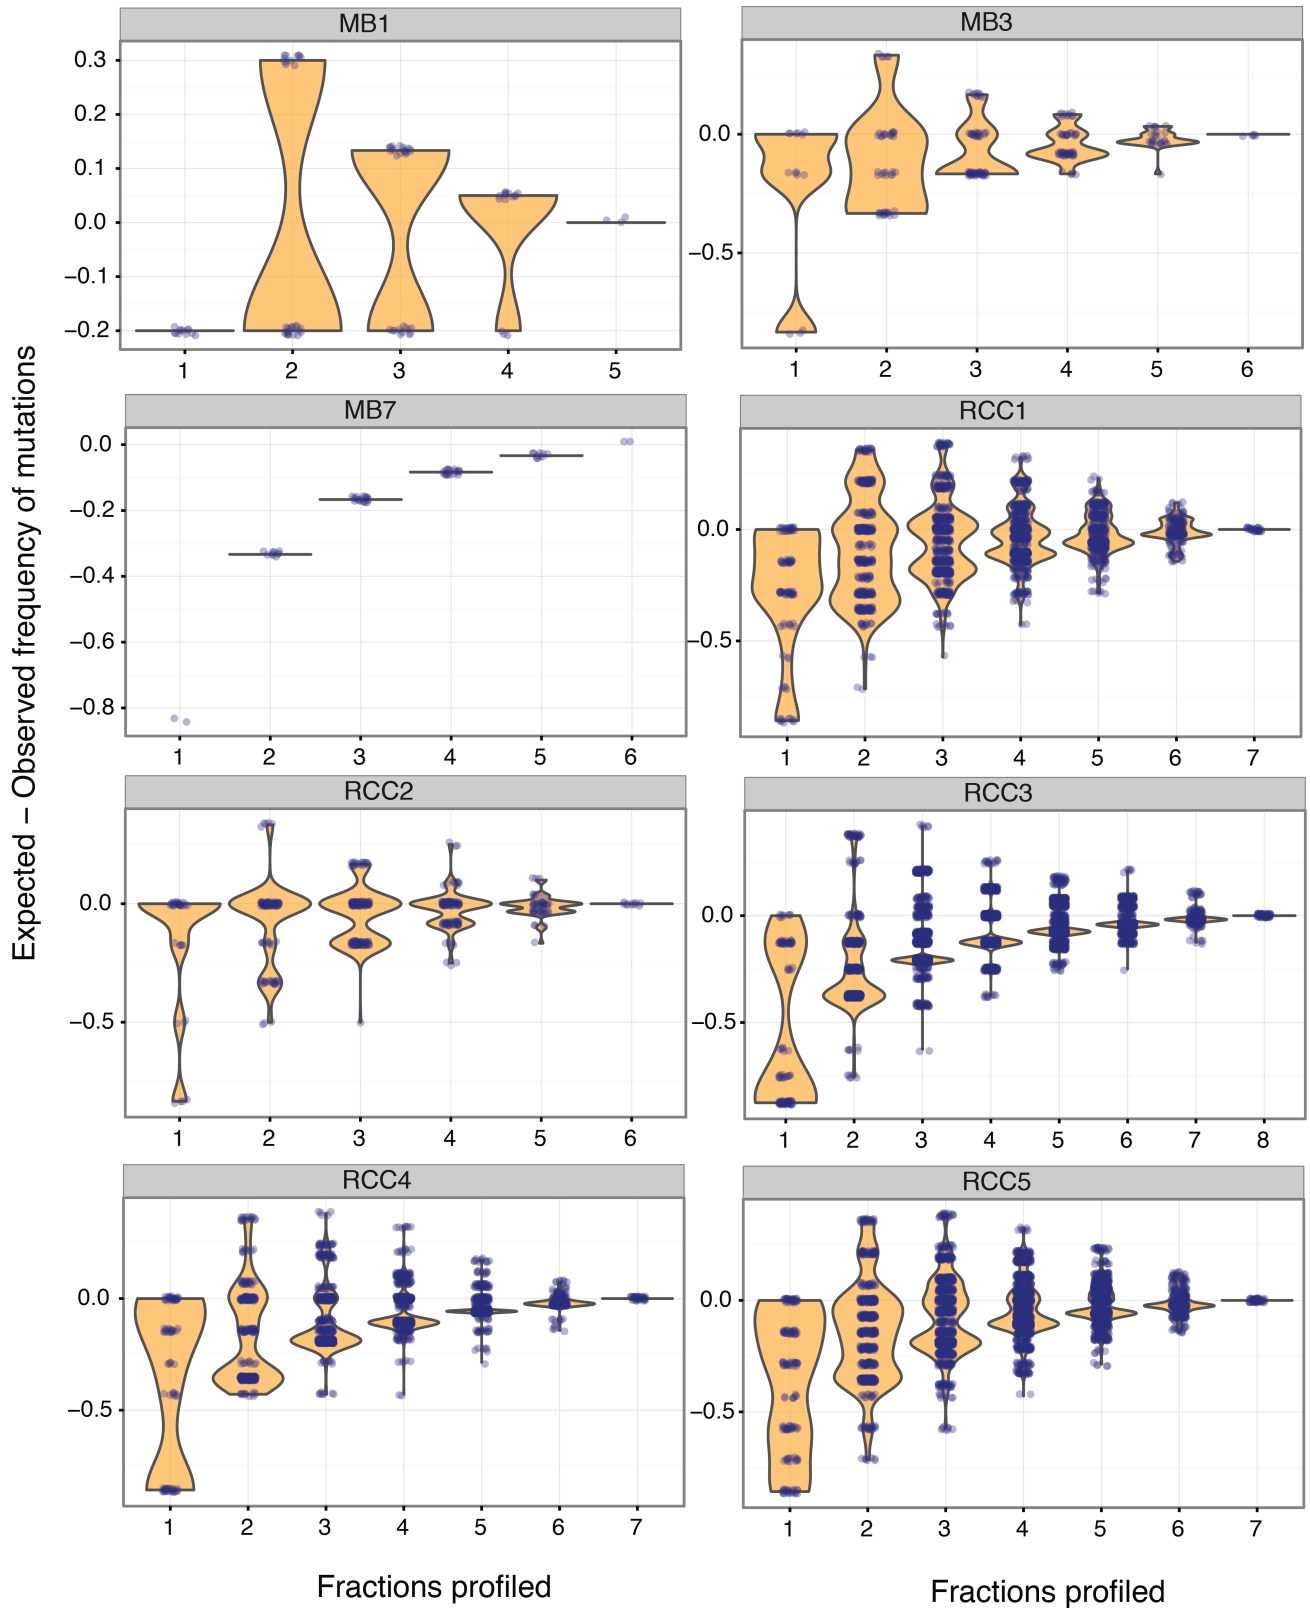 Expected – Observed frequency of mutations
MB1
0.3
0.2
0.1
0.0
−0.1
−0.2
1 2 3 4 5
MB3
0.0
−0.5
1 2 3 4 5 6
MB7
0.0
−0.2
−0.4
−0.6
−0.8
1 2 3 4 5 6
RCC1
0.0
−0.5
1 2 3 4 5 6 7
RCC2
0.0
−0.5
1 2 3 4 5 6
RCC3
0.0
−0.5
1 2 3 4 5 6 7 8
RCC4
0.0
−0.5
1 2 3 4 5 6 7
RCC5
0.0
−0.5
1 2 3 4 5 6 7
Fractions profiled
Fractions profiled